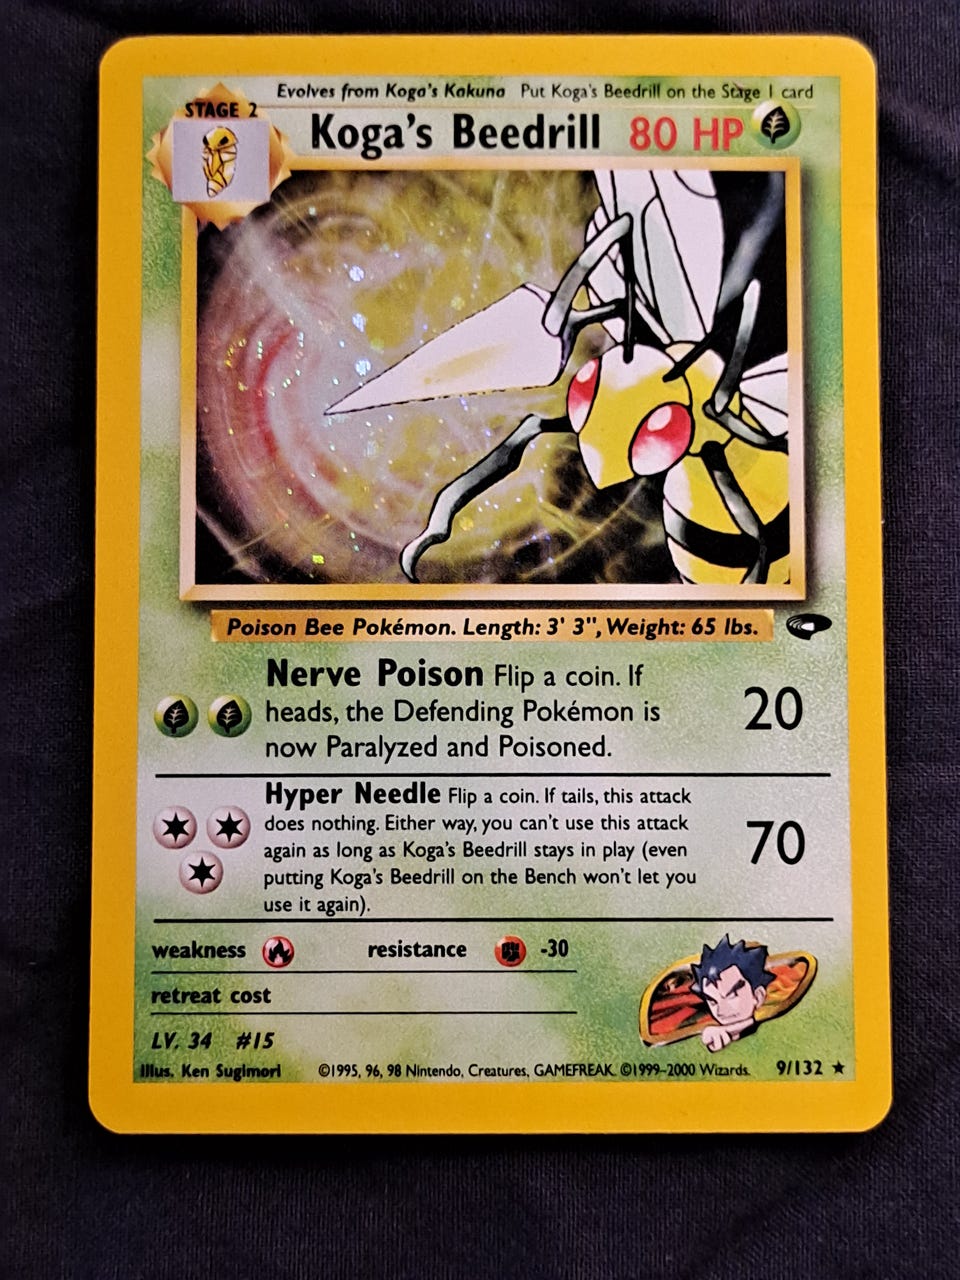 Evolves from Koga's Kakuna Put Koga's Beedrill on the Stage 1 card
STAGE 2
Koga's Beedrill 80 HP
Poison Bee Pokémon. Length: 3' 3", Weight: 65 lbs.
Nerve Poison Flip a coin. If
heads, the Defending Pokémon is
now Paralyzed and Poisoned.
20
Hyper Needle Flip a coin. If tails, this attack
does nothing. Either way, you can't use this attack
again as long as Koga's Beedrill stays in play (even
putting Koga's Beedrill on the Bench won't let you
use it again).
70
weakness resistance -30
retreat cost
LV. 34 #15
Illus. Ken Sugimori ©1995, 96, 98 Nintendo, Creatures, GAMEFREAK. ©1999-2000 Wizards. 9/132 ★